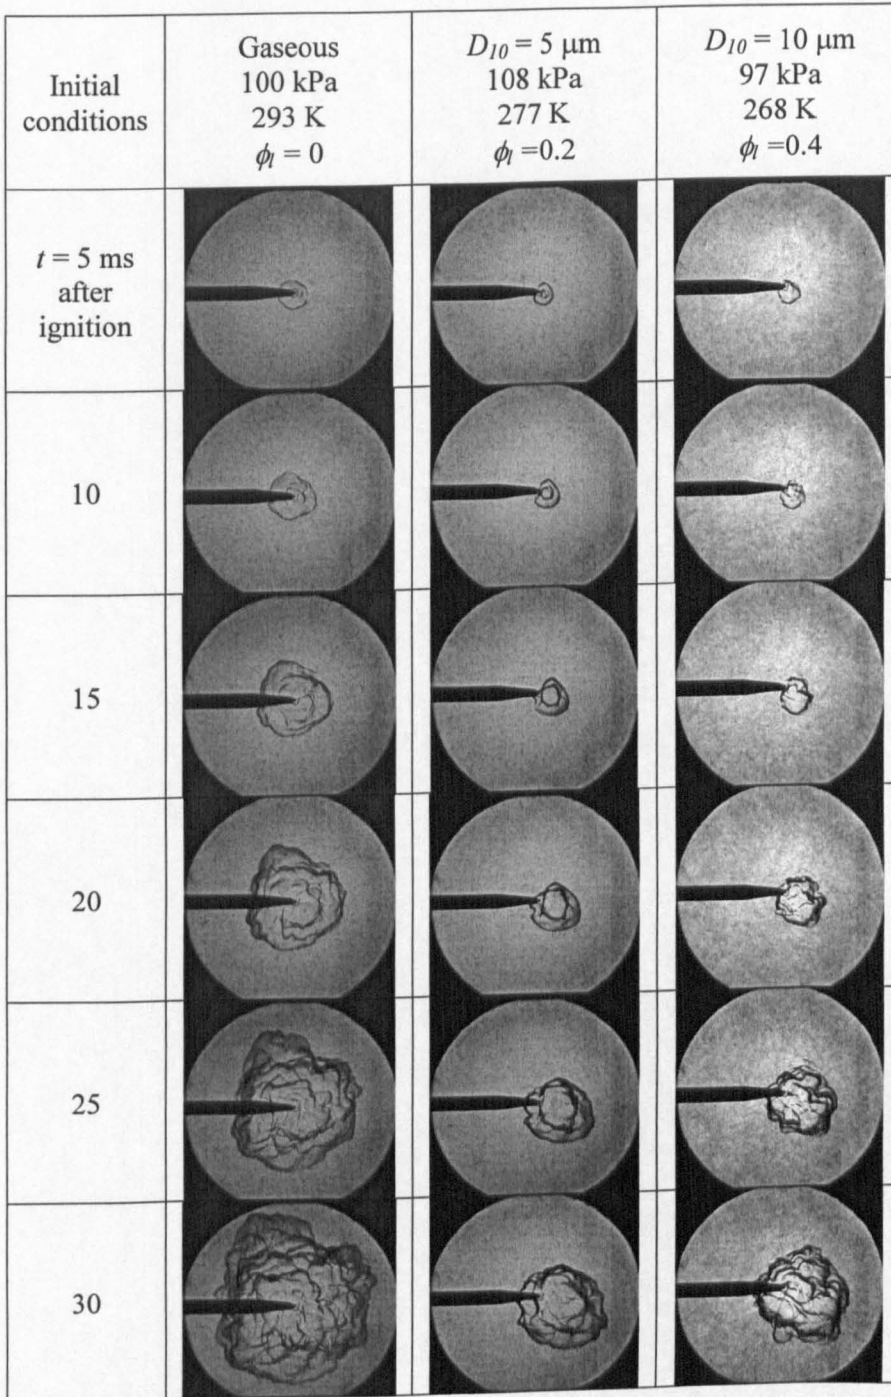 Initial
conditions
Gaseous
100 kPa
293 K
ϕl = 0
D10 = 5 μm
108 kPa
277 K
ϕl =0.2
D10 = 10 μm
97 kPa
268 K
ϕl =0.4
t = 5 ms
after
ignition
10
15
20
25
30